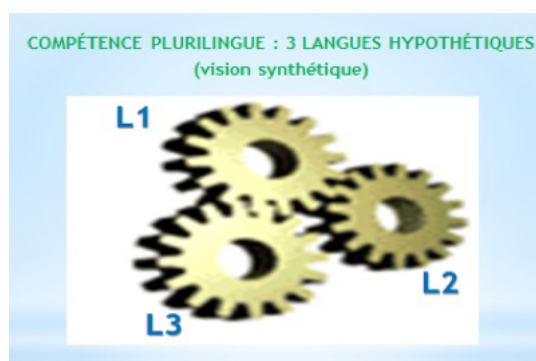 COMPÉTENCE PLURILINGUE : 3 LANGUES HYPOTHÉTIQUES
(vision synthétique)
L1
L2
L3